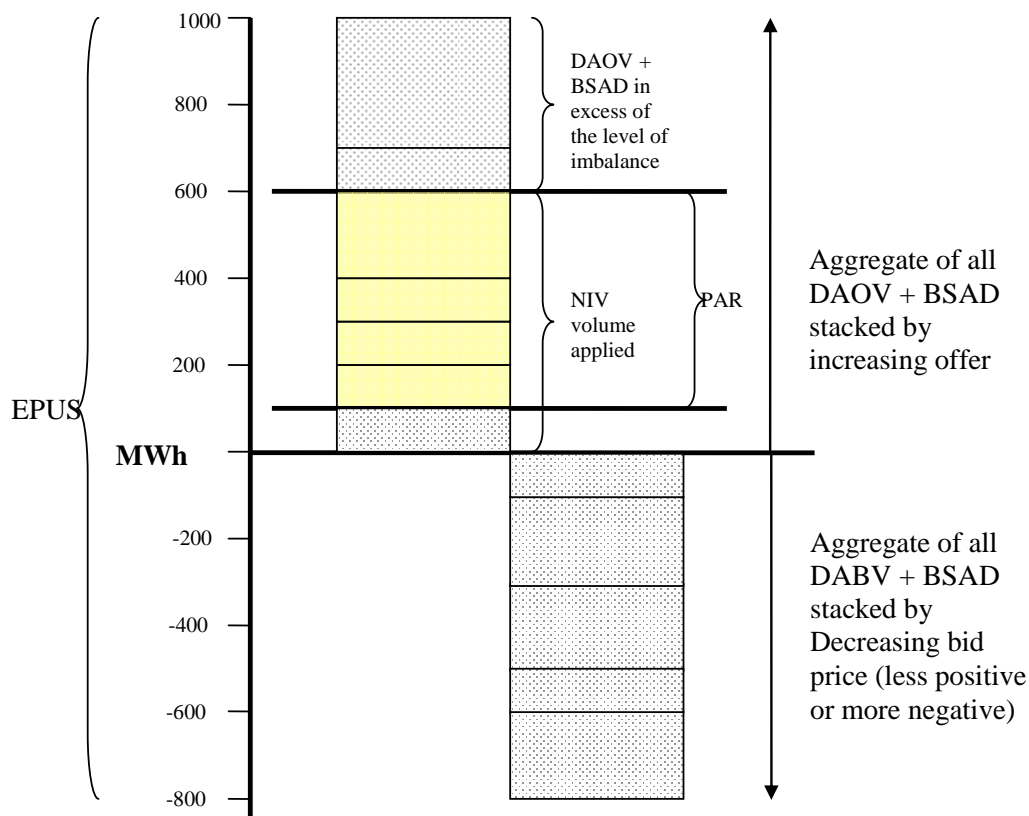 1000
800
600
400
200
MWh
-200
-400
-600
-800
EPUS
DAOV +
BSAD in
excess of
the level of
imbalance
NIV
volume
applied
PAR
Aggregate of all
DAOV + BSAD
stacked by
increasing offer
Aggregate of all
DABV + BSAD
stacked by
Decreasing bid
price (less positive
or more negative)